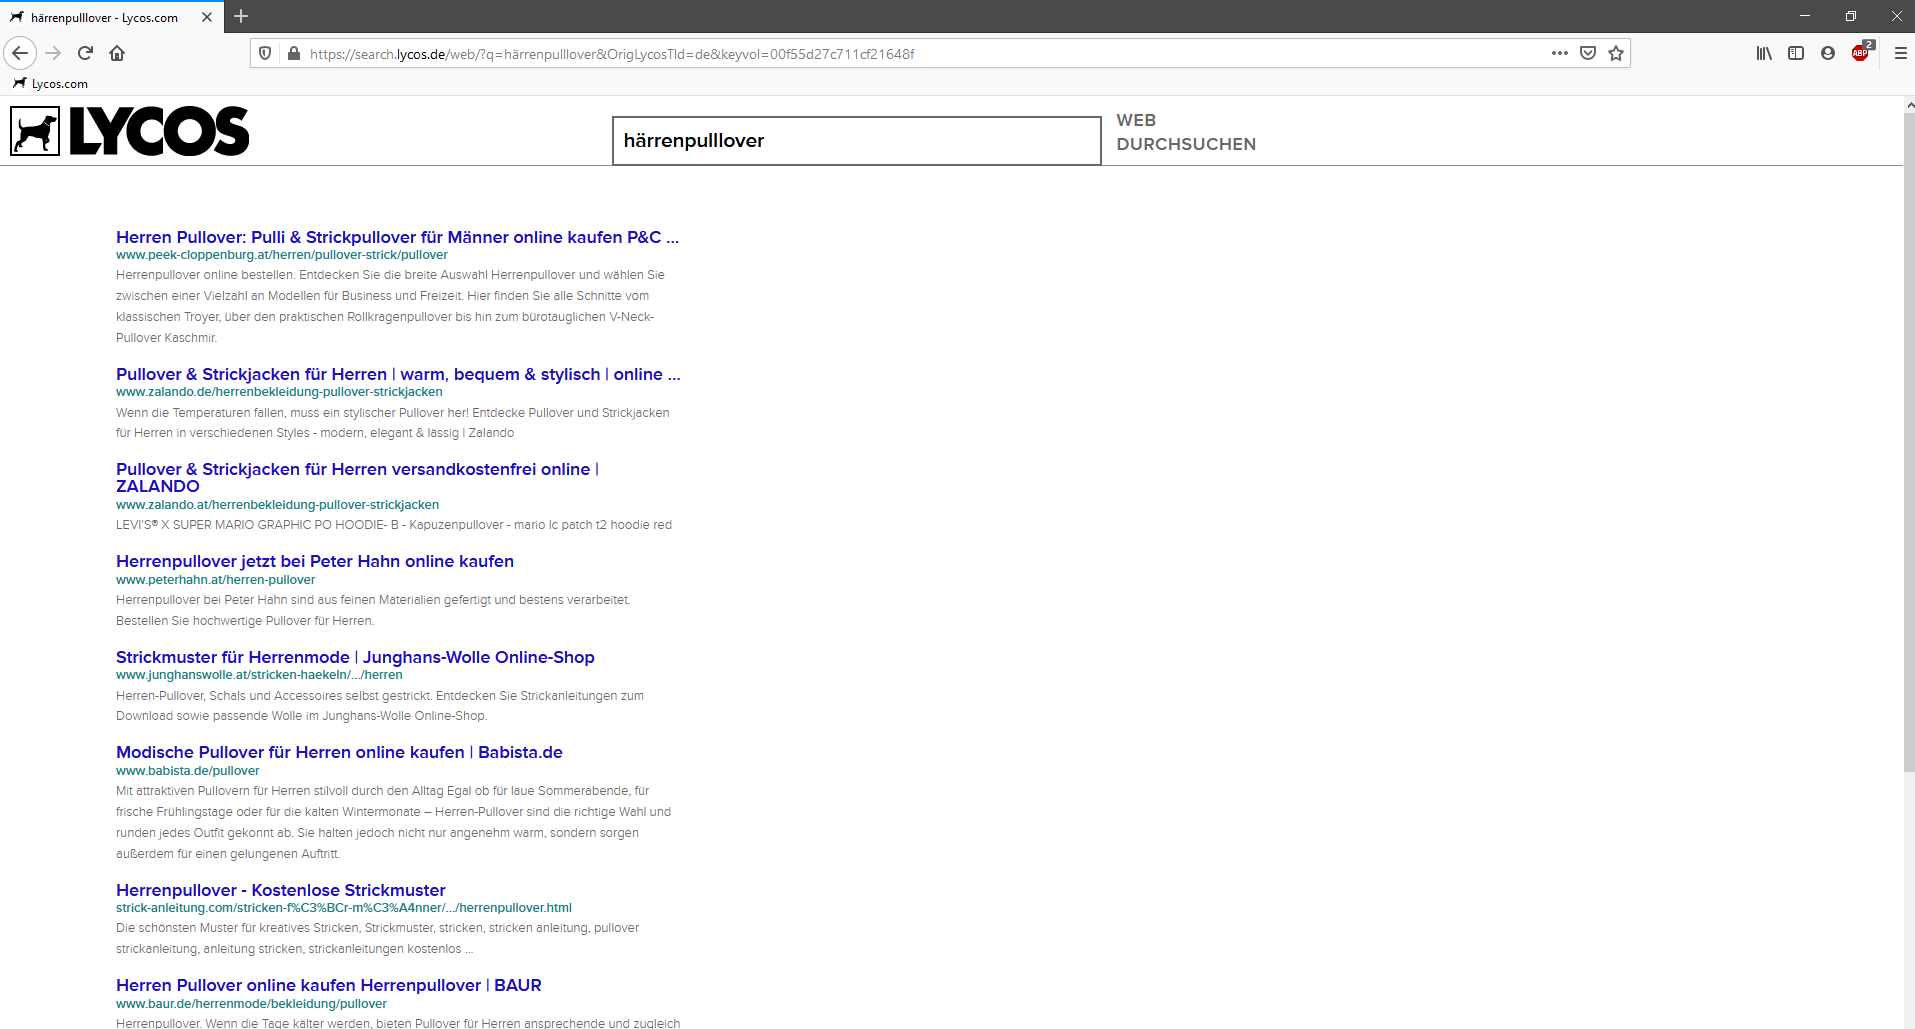 härrenpulllover - Lycos.com
https://search.lycos.de/web/?q=härrenpulllover&OrigLycosTld=de&keyvol=00f55d27c711cf21648f
ABP
2
Lycos.com
LYCOS
härrenpulllover
WEB
DURCHSUCHEN
Herren Pullover: Pulli & Strickpullover für Männer online kaufen P&C ...
www.peek-cloppenburg.at/herren/pullover-strick/pullover
Herrenpullover online bestellen. Entdecken Sie die breite Auswahl Herrenpullover und wählen Sie
zwischen einer Vielzahl an Modellen für Business und Freizeit. Hier finden Sie alle Schnitte vom
klassischen Troyer, über den praktischen Rollkragenpullover bis hin zum bürotauglichen V-Neck-
Pullover Kaschmir.
Pullover & Strickjacken für Herren | warm, bequem & stylisch | online ...
www.zalando.de/herrenbekleidung-pullover-strickjacken
Wenn die Temperaturen fallen, muss ein stylischer Pullover her! Entdecke Pullover und Strickjacken
für Herren in verschiedenen Styles - modern, elegant & lässig | Zalando
Pullover & Strickjacken für Herren versandkostenfrei online |
ZALANDO
www.zalando.at/herrenbekleidung-pullover-strickjacken
LEVI'S® X SUPER MARIO GRAPHIC PO HOODIE- B - Kapuzenpullover - mario lc patch t2 hoodie red
Herrenpullover jetzt bei Peter Hahn online kaufen
www.peterhahn.at/herren-pullover
Herrenpullover bei Peter Hahn sind aus feinen Materialien gefertigt und bestens verarbeitet.
Bestellen Sie hochwertige Pullover für Herren.
Strickmuster für Herrenmode | Junghans-Wolle Online-Shop
www.junghanswolle.at/stricken-haekeln/.../herren
Herren-Pullover, Schals und Accessoires selbst gestrickt. Entdecken Sie Strickanleitungen zum
Download sowie passende Wolle im Junghans-Wolle Online-Shop.
Modische Pullover für Herren online kaufen | Babista.de
www.babista.de/pullover
Mit attraktiven Pullovern für Herren stilvoll durch den Alltag Egal ob für laue Sommerabende, für
frische Frühlingstage oder für die kalten Wintermonate – Herren-Pullover sind die richtige Wahl und
runden jedes Outfit gekonnt ab. Sie halten jedoch nicht nur angenehm warm, sondern sorgen
außerdem für einen gelungenen Auftritt.
Herrenpullover - Kostenlose Strickmuster
strick-anleitung.com/stricken-f%C3%BCr-m%C3%A4nner/.../herrenpullover.html
Die schönsten Muster für kreatives Stricken, Strickmuster, stricken, stricken anleitung, pullover
strickanleitung, anleitung stricken, strickanleitungen kostenlos ...
Herren Pullover online kaufen Herrenpullover | BAUR
www.baur.de/herrenmode/bekleidung/pullover
Herrenpullover. Wenn die Tage kälter werden, bieten Pullover für Herren ansprechende und zugleich